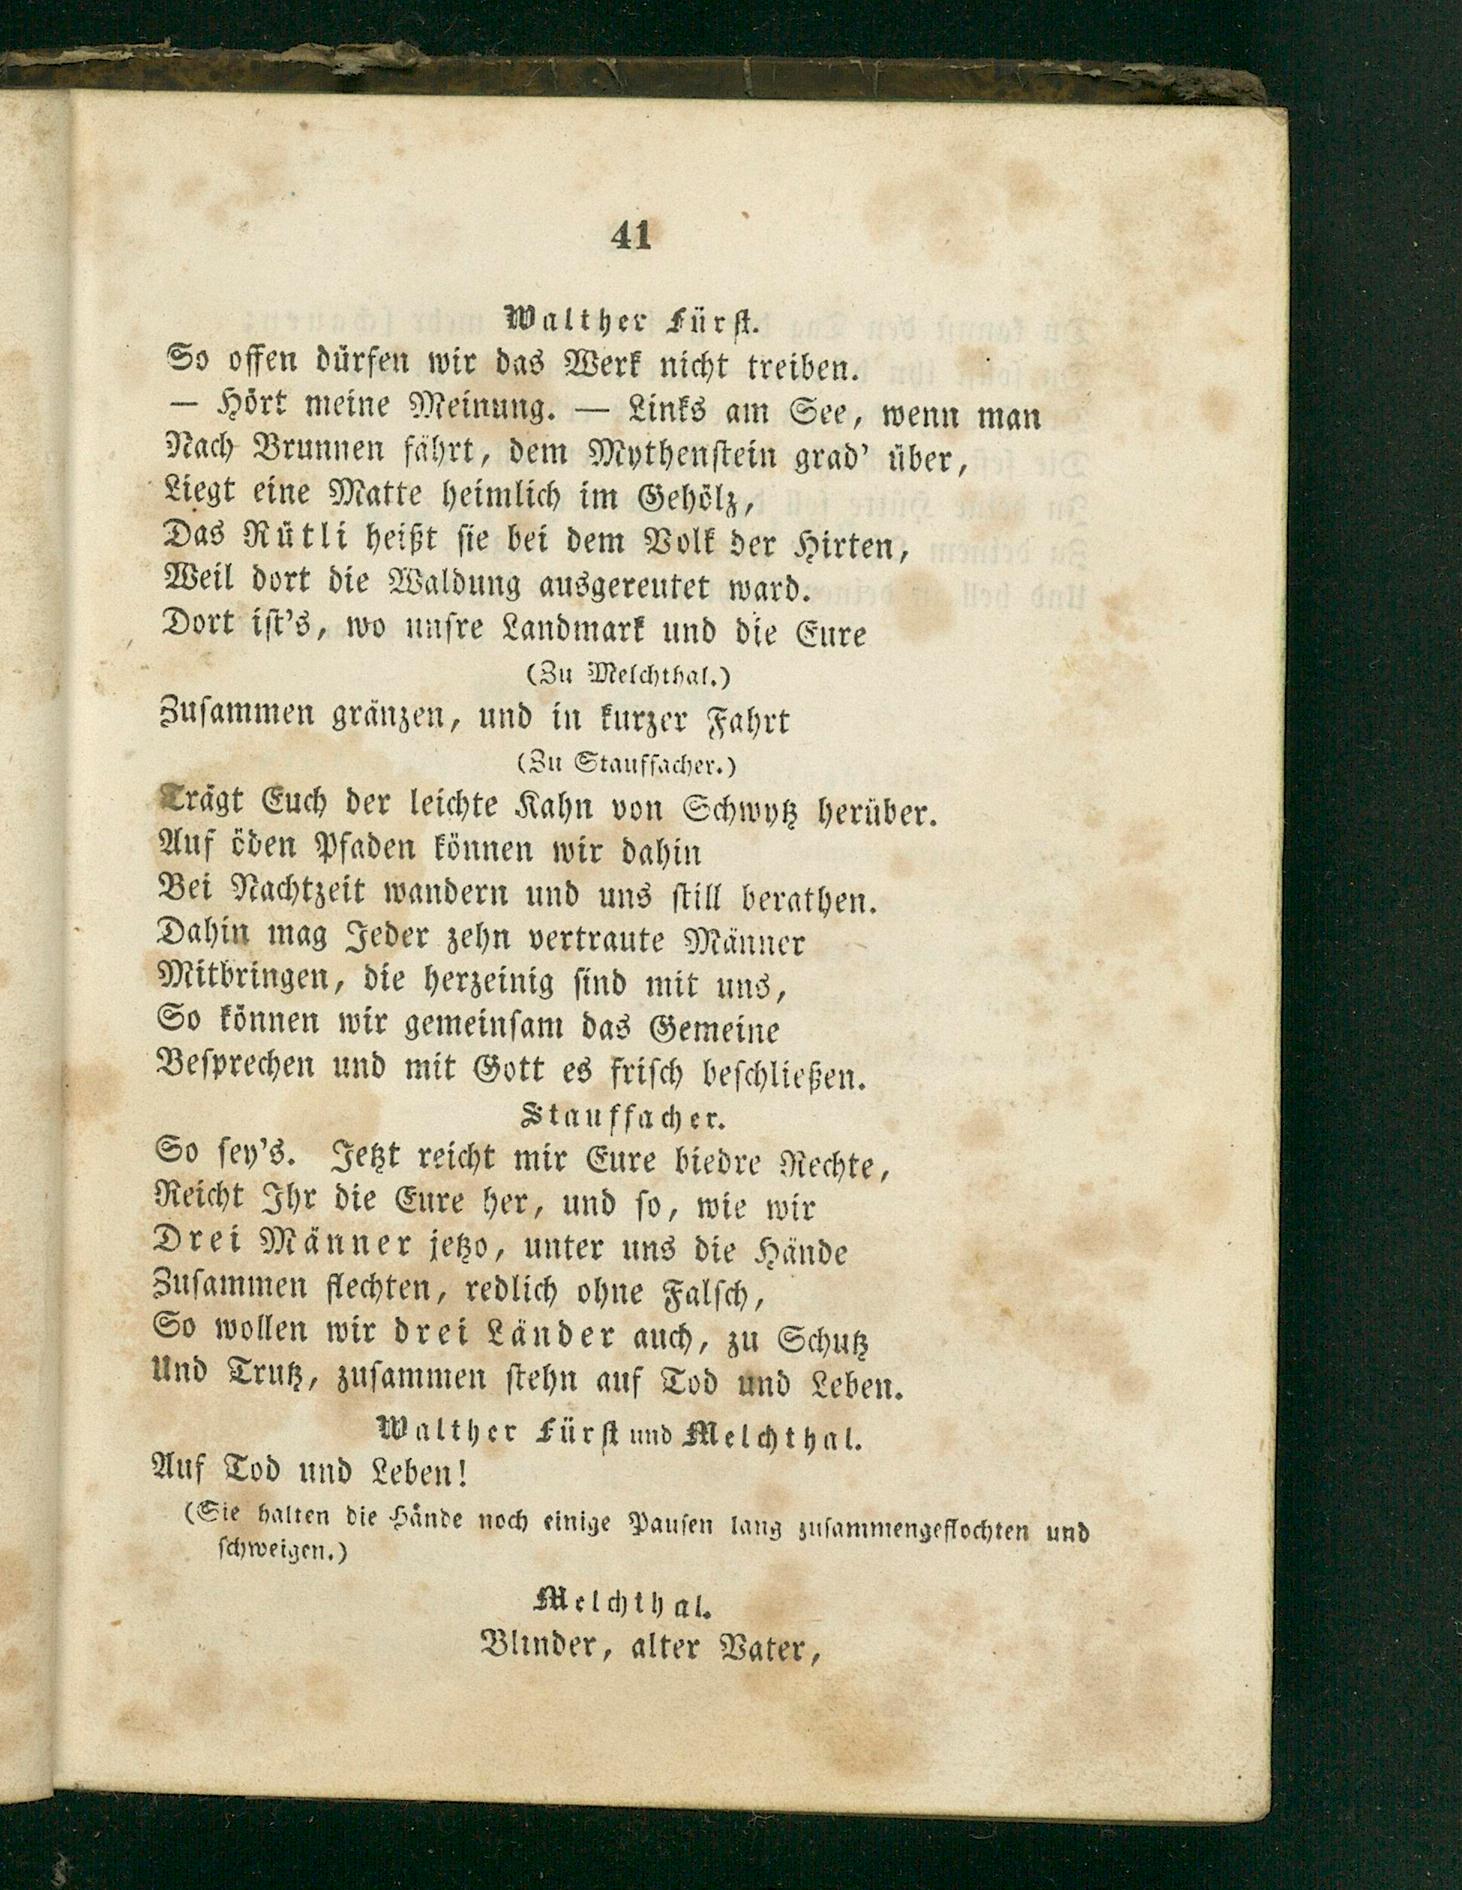 41
Walther Fürst.
So offen dürfen wir das Werk nicht treiben.
— Hört meine Meinung. — Links am See, wenn man
Nach Brunnen fährt, dem Mythenstein grad' über,
Liegt eine Matte heimlich im Gehölz,
Das Rütli heißt sie bei dem Volk der Hirten,
Weil dort die Waldung ausgereutet ward.
Dort ist's, wo unsre Landmark und die Eure
(Zu Melchthal.)
Zusammen gränzen, und in kurzer Fahrt
(Zu Stauffacher.)
Trägt Euch der leichte Kahn von Schwytz herüber.
Auf öden Pfaden können wir dahin
Bei Nachtzeit wandern und uns still berathen.
Dahin mag Jeder zehn vertraute Männer
Mitbringen, die herzeinig sind mit uns,
So können wir gemeinsam das Gemeine
Besprechen und mit Gott es frisch beschließen.
Stauffacher.
So sey's. Jetzt reicht mir Eure biedre Rechte,
Reicht Ihr die Eure her, und so, wie wir
Drei Männer jetzo, unter uns die Hände
Zusammen flechten, redlich ohne Falsch,
So wollen wir drei Länder auch, zu Schutz
Und Trutz, zusammen stehn auf Tod und Leben.
Walther Fürst und Melchthal.
Auf Tod und Leben!
(Sie halten die Hände noch einige Pausen lang zusammengeflochten und
schweigen.)
Melchthal.
Blinder, alter Vater,